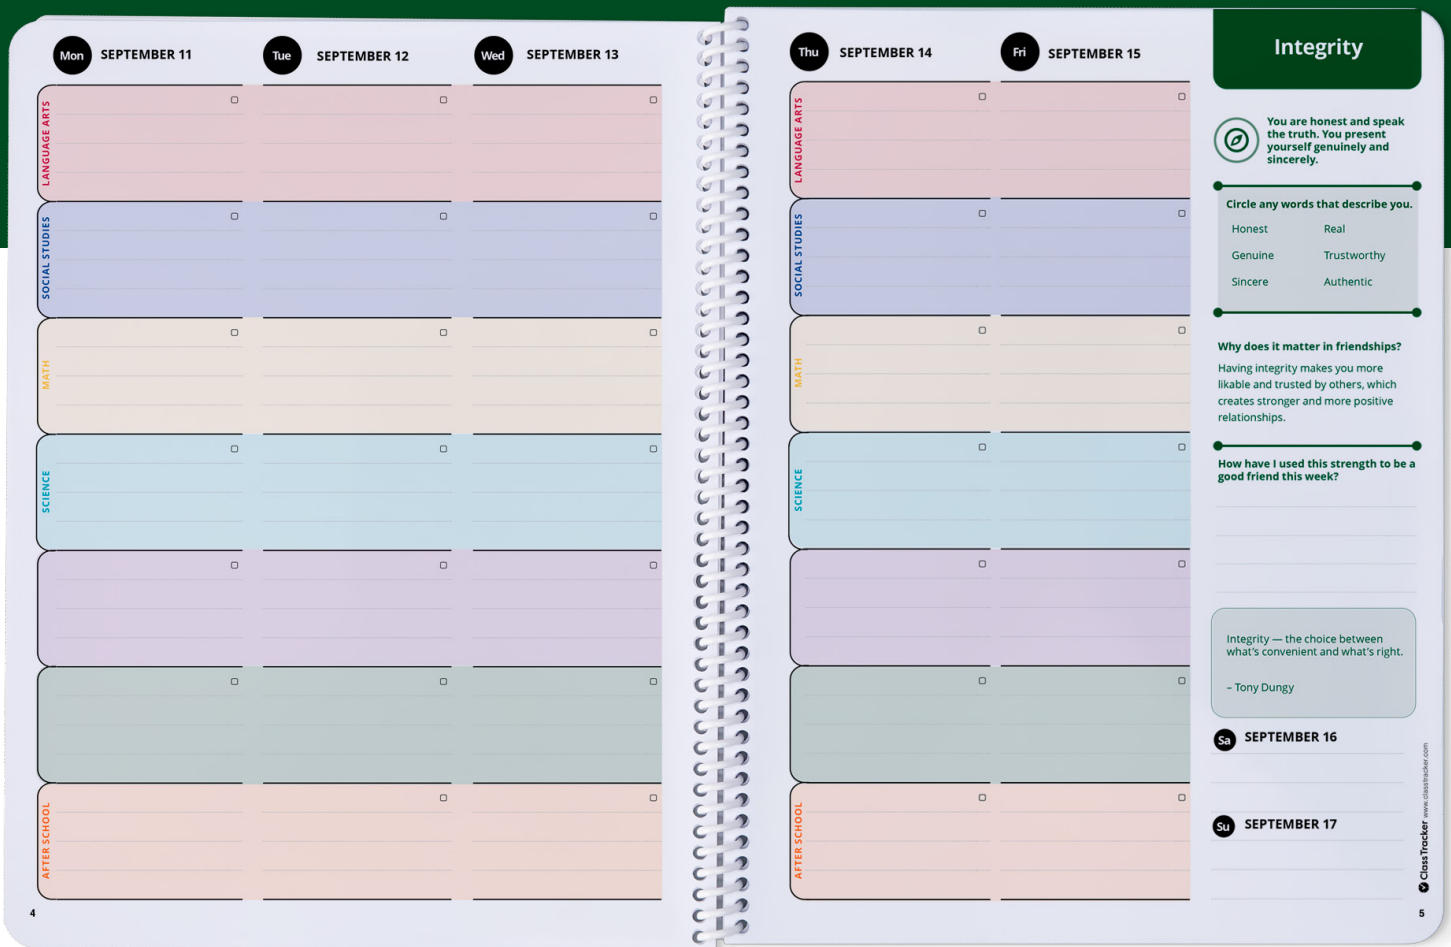 Mon SEPTEMBER 11
Tue SEPTEMBER 12
Wed SEPTEMBER 13
LANGUAGE ARTS
SOCIAL STUDIES
MATH
SCIENCE
AFTER SCHOOL
4
Thu SEPTEMBER 14
Fri SEPTEMBER 15
LANGUAGE ARTS
SOCIAL STUDIES
MATH
SCIENCE
AFTER SCHOOL
Integrity
You are honest and speak
the truth. You present
yourself genuinely and
sincerely.
Circle any words that describe you.
Honest Real
Genuine Trustworthy
Sincere Authentic
Why does it matter in friendships?
Having integrity makes you more
likable and trusted by others, which
creates stronger and more positive
relationships.
How have I used this strength to be a
good friend this week?
Integrity — the choice between
what's convenient and what's right.
– Tony Dungy
Sa SEPTEMBER 16
Su SEPTEMBER 17
ClassTracker www.classtracker.com
5